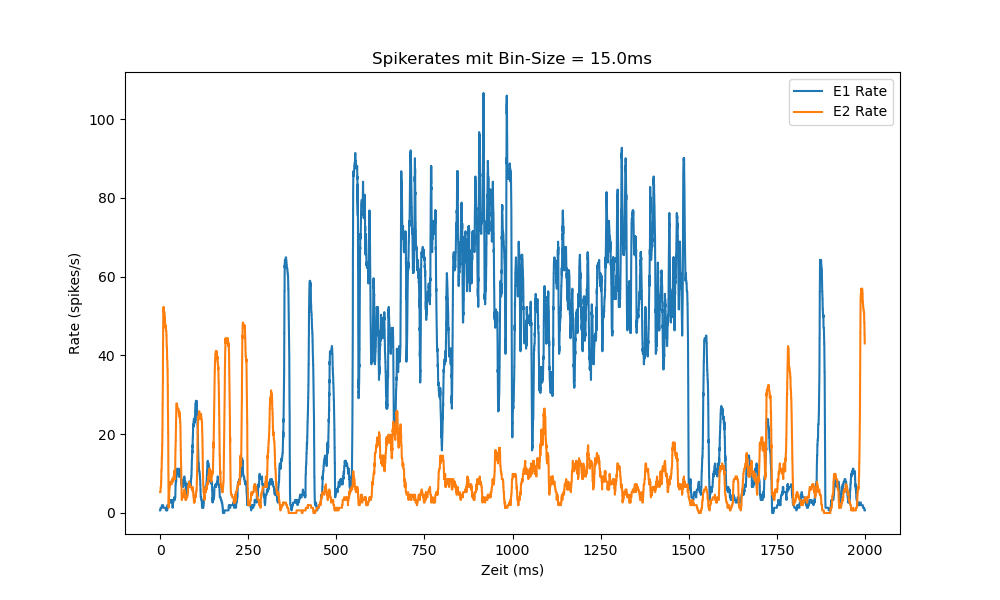 Spikerates mit Bin-Size = 15.0ms
E1 Rate
E2 Rate
Rate (spikes/s)
100
80
60
40
20
0
0 250 500 750 1000 1250 1500 1750 2000
Zeit (ms)